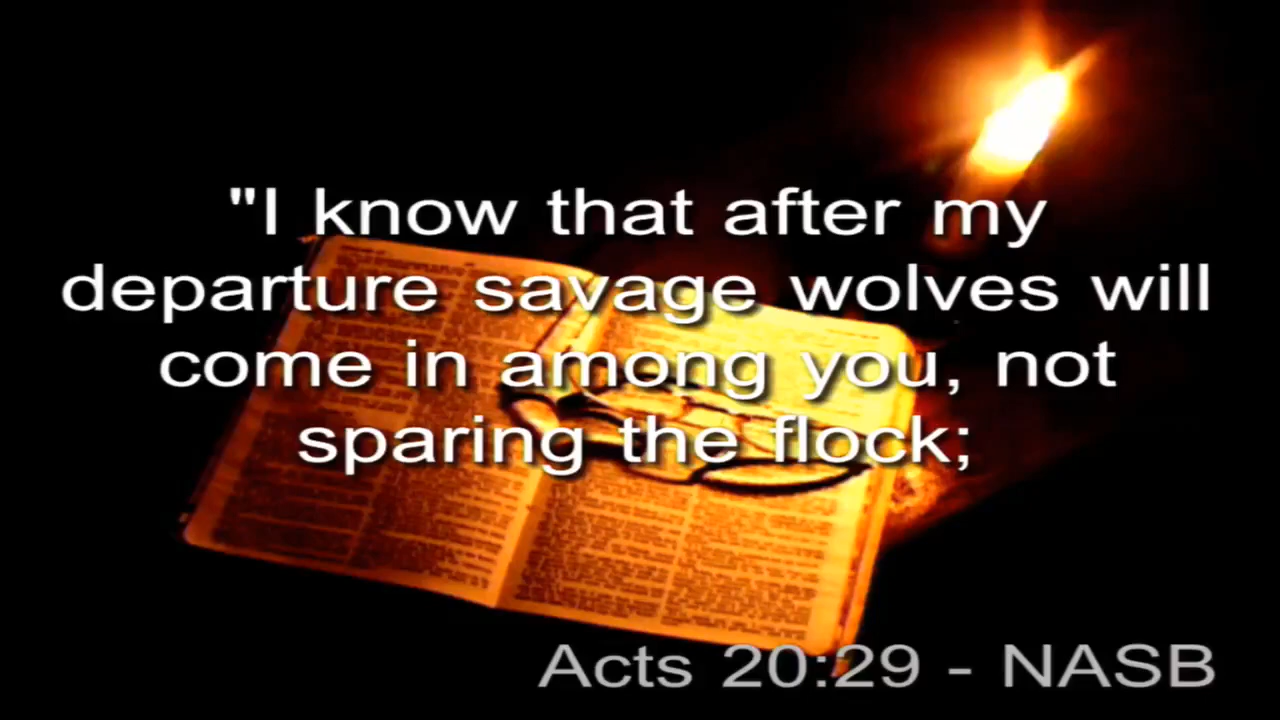 "I know that after my
departure savage wolves will
come in among you, not
sparing the flock;
Acts 20:29 - NASB